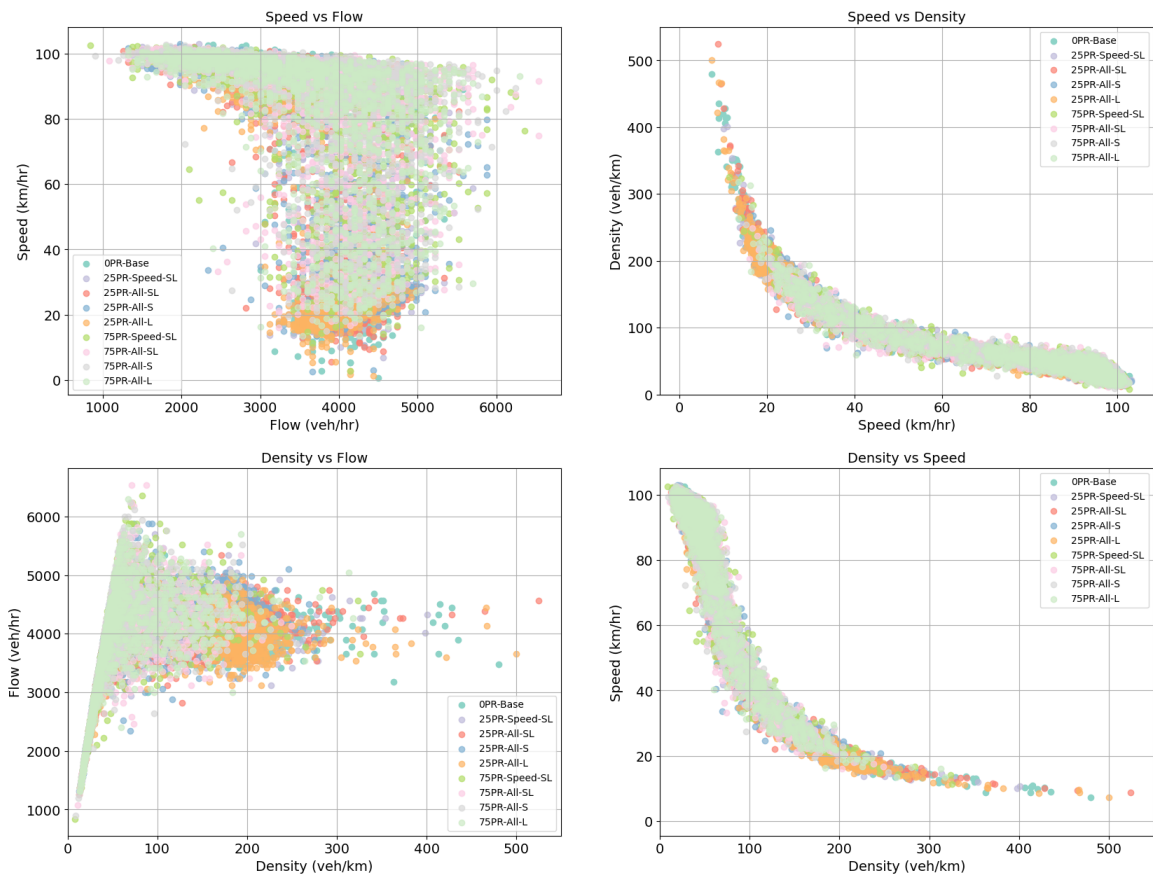 Speed vs Flow
Speed (km/hr)
100
80
60
40
20
0
0PR-Base
25PR-Speed-SL
25PR-All-SL
25PR-All-S
25PR-All-L
75PR-Speed-SL
75PR-All-SL
75PR-All-S
75PR-All-L
1000 2000 3000 4000 5000 6000
Flow (veh/hr)
Speed vs Density
Density (veh/km)
500
400
300
200
100
0
0PR-Base
25PR-Speed-SL
25PR-All-SL
25PR-All-S
25PR-All-L
75PR-Speed-SL
75PR-All-SL
75PR-All-S
75PR-All-L
0 20 40 60 80 100
Speed (km/hr)
Density vs Flow
Flow (veh/hr)
6000
5000
4000
3000
2000
1000
0PR-Base
25PR-Speed-SL
25PR-All-SL
25PR-All-S
25PR-All-L
75PR-Speed-SL
75PR-All-SL
75PR-All-S
75PR-All-L
0 100 200 300 400 500
Density (veh/km)
Density vs Speed
Speed (km/hr)
100
80
60
40
20
0
0PR-Base
25PR-Speed-SL
25PR-All-SL
25PR-All-S
25PR-All-L
75PR-Speed-SL
75PR-All-SL
75PR-All-S
75PR-All-L
0 100 200 300 400 500
Density (veh/km)